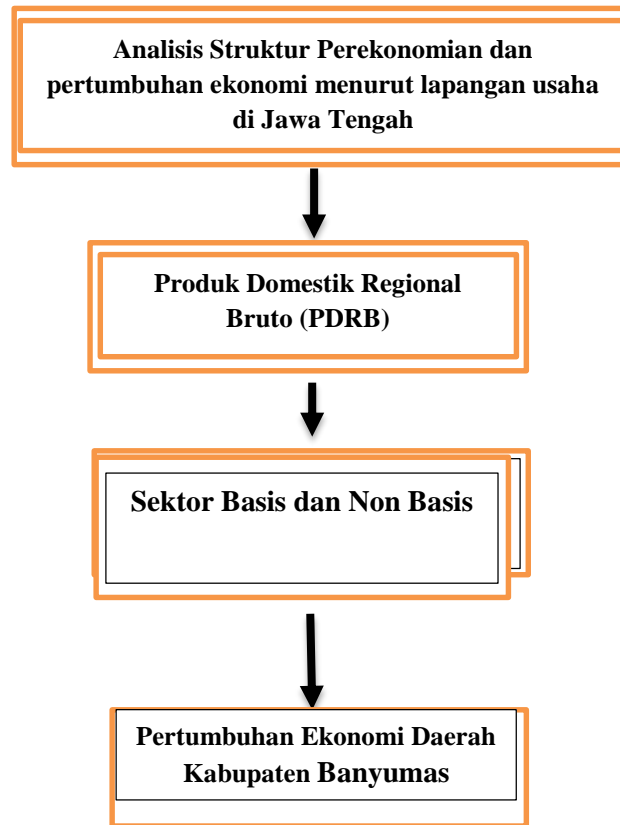 Analisis Struktur Perekonomian dan
pertumbuhan ekonomi menurut lapangan usaha
di Jawa Tengah
Produk Domestik Regional
Bruto (PDRB)
Sektor Basis dan Non Basis
Pertumbuhan Ekonomi Daerah
Kabupaten Banyumas